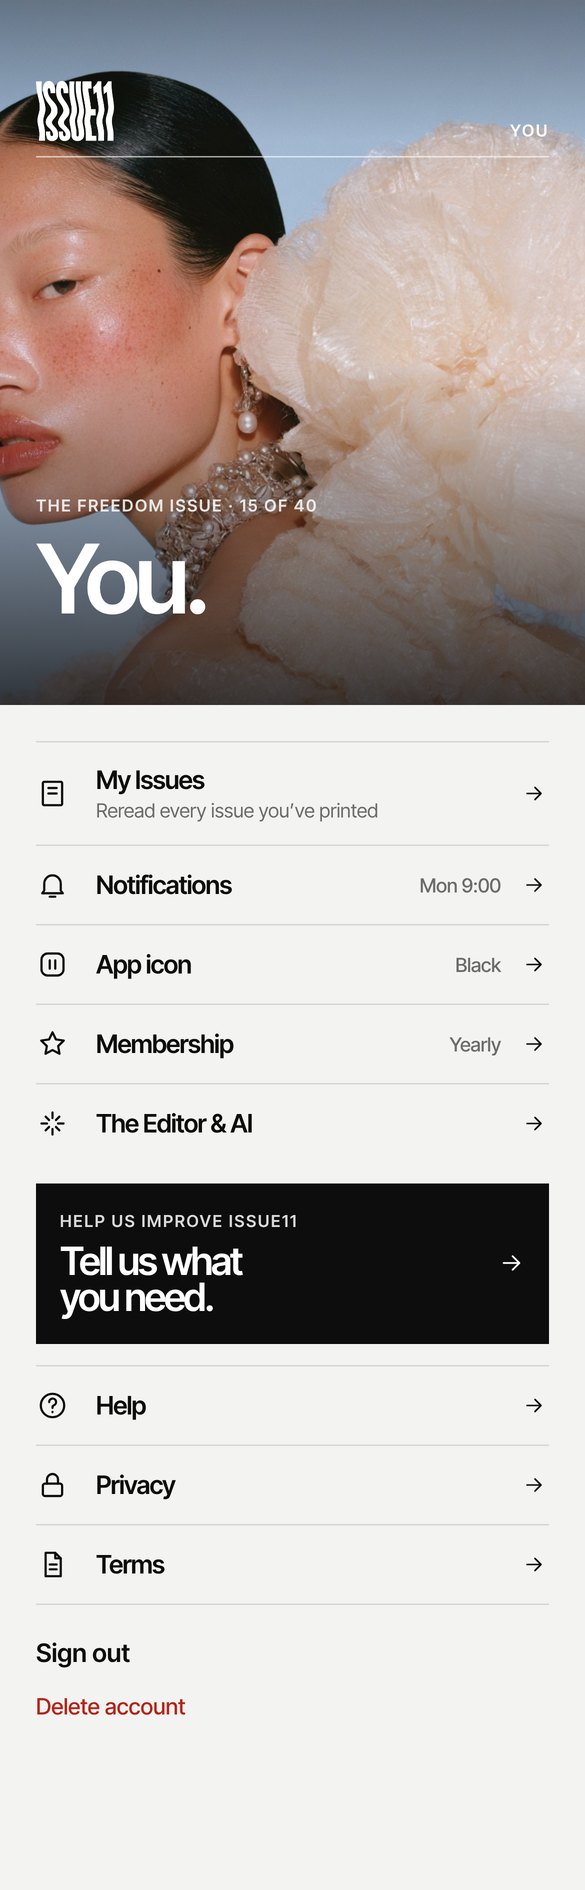 ISSUE11
YOU
THE FREEDOM ISSUE · 15 OF 40
You.
My Issues
Reread every issue you’ve printed
Notifications
Mon 9:00
App icon
Black
Membership
Yearly
The Editor & AI
HELP US IMPROVE ISSUE11
Tell us what
you need.
Help
Privacy
Terms
Sign out
Delete account